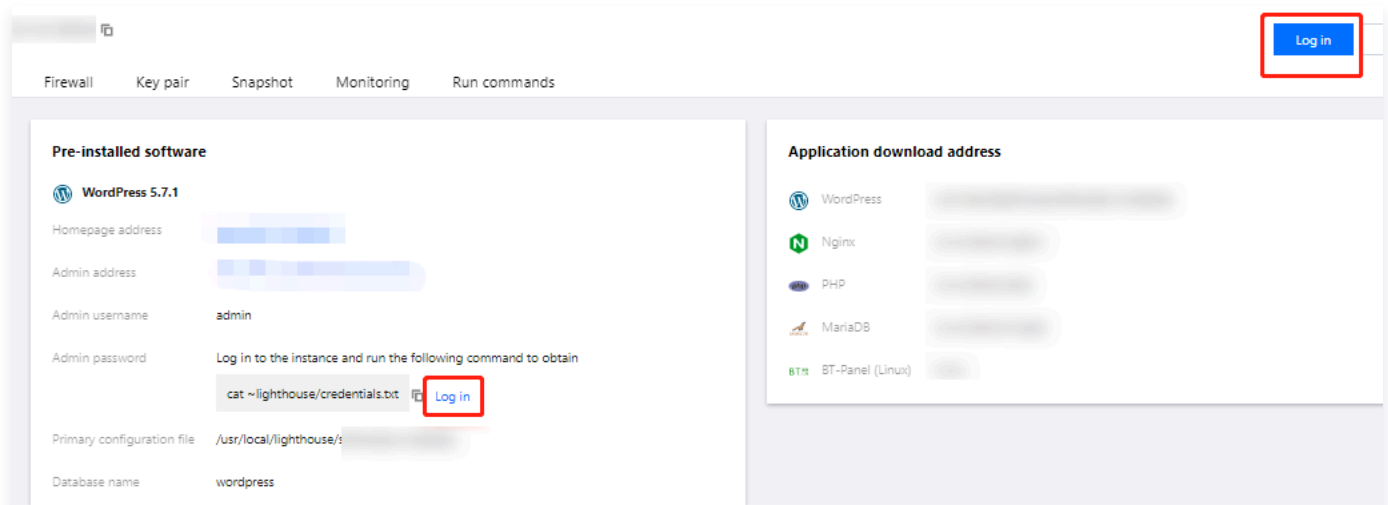 Log in
Firewall Key pair Snapshot Monitoring Run commands
Pre-installed software
WordPress 5.7.1
Homepage address
Admin address
Admin username admin
Admin password Log in to the instance and run the following command to obtain
cat ~lighthouse/credentials.txt Log in
Primary configuration file /usr/local/lighthouse/s
Database name wordpress
Application download address
WordPress
Nginx
php PHP
MariaDB
BT-Panel (Linux)